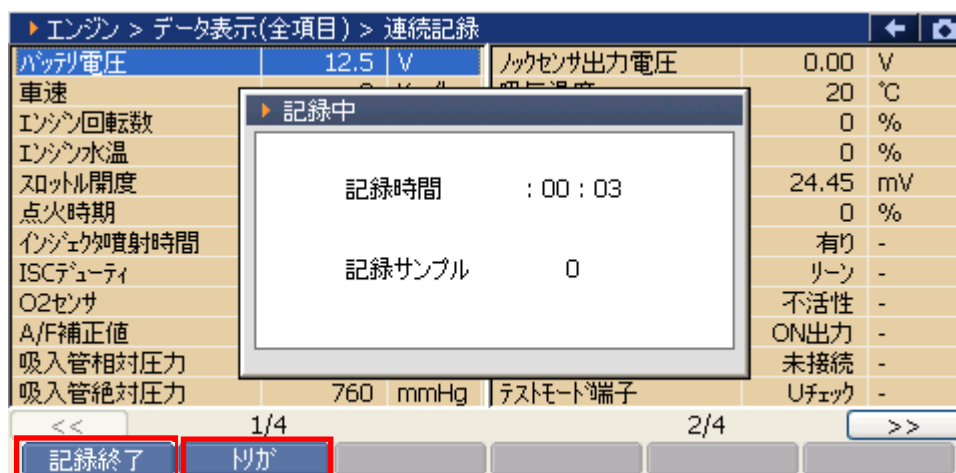 エンジン > データ表示(全項目) > 連続記録
バッテリ電圧 12.5 V ノックセンサ出力電圧 0.00 V
車速 20 ℃
エンジン回転数 0 %
エンジン水温 0 %
スロットル開度 24.45 mV
点火時期 0 %
インジェクタ噴射時間 有り -
ISCデューティ リーン -
O2センサ 不活性 -
A/F補正値 ON出力 -
吸入管相対圧力 未接続 -
吸入管絶対圧力 760 mmHg テストモード端子 Uチェック -
記録中
記録時間 :00:03
記録サンプル 0
<< 1/4 2/4 >>
記録終了 トリガ